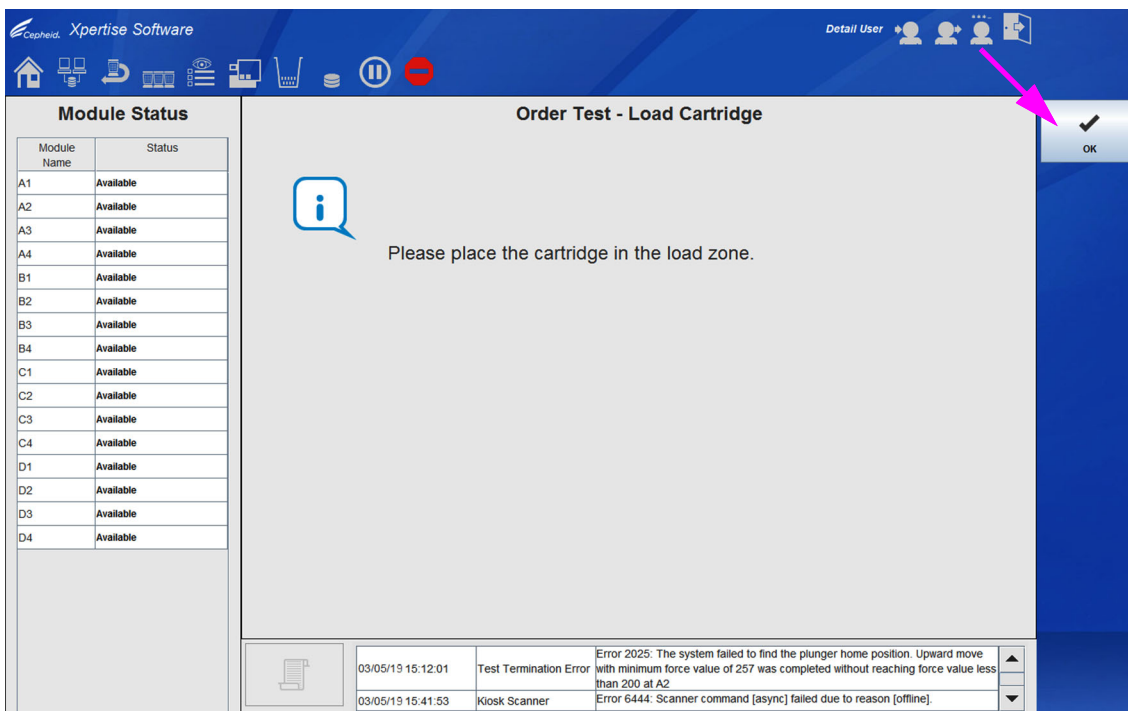 Cepheid. Xpertise Software
Detail User
Module Status
Order Test - Load Cartridge
OK
Module Name
Status
A1 Available
A2 Available
A3 Available
A4 Available
B1 Available
B2 Available
B3 Available
B4 Available
C1 Available
C2 Available
C3 Available
C4 Available
D1 Available
D2 Available
D3 Available
D4 Available
Please place the cartridge in the load zone.
03/05/19 15:12:01 Test Termination Error
Error 2025: The system failed to find the plunger home position. Upward move
with minimum force value of 257 was completed without reaching force value less
than 200 at A2
03/05/19 15:41:53 Kiosk Scanner Error 6444: Scanner command [async] failed due to reason [offline].